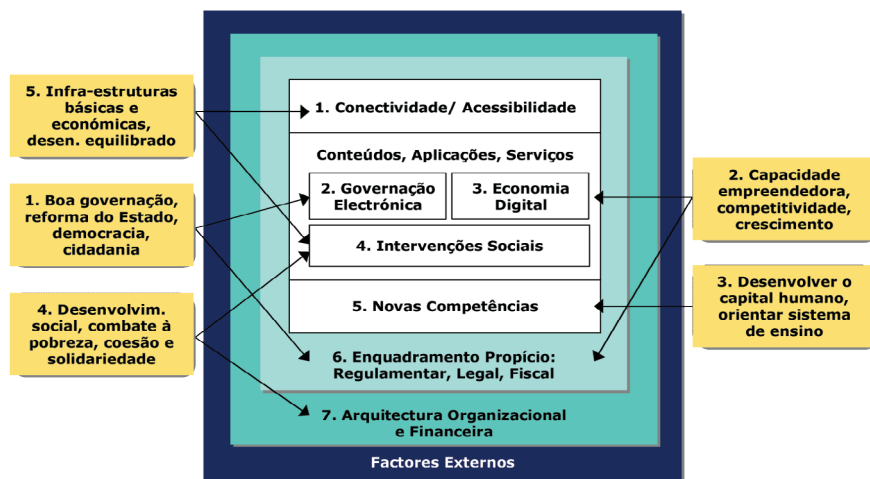 5. Infra-estruturas
básicas e
económicas,
desen. equilibrado
1. Boa governação,
reforma do Estado,
democracia,
cidadania
4. Desenvolvim.
social, combate à
pobreza, coesão e
solidariedade
1. Conectividade/ Acessibilidade
Conteúdos, Aplicações, Serviços
2. Governação
Electrónica
3. Economia
Digital
4. Intervenções Sociais
5. Novas Competências
6. Enquadramento Propício:
Regulamentar, Legal, Fiscal
7. Arquitectura Organizacional
e Financeira
Factores Externos
2. Capacidade
empreendedora,
competitividade,
crescimento
3. Desenvolver o
capital humano,
orientar sistema
de ensino